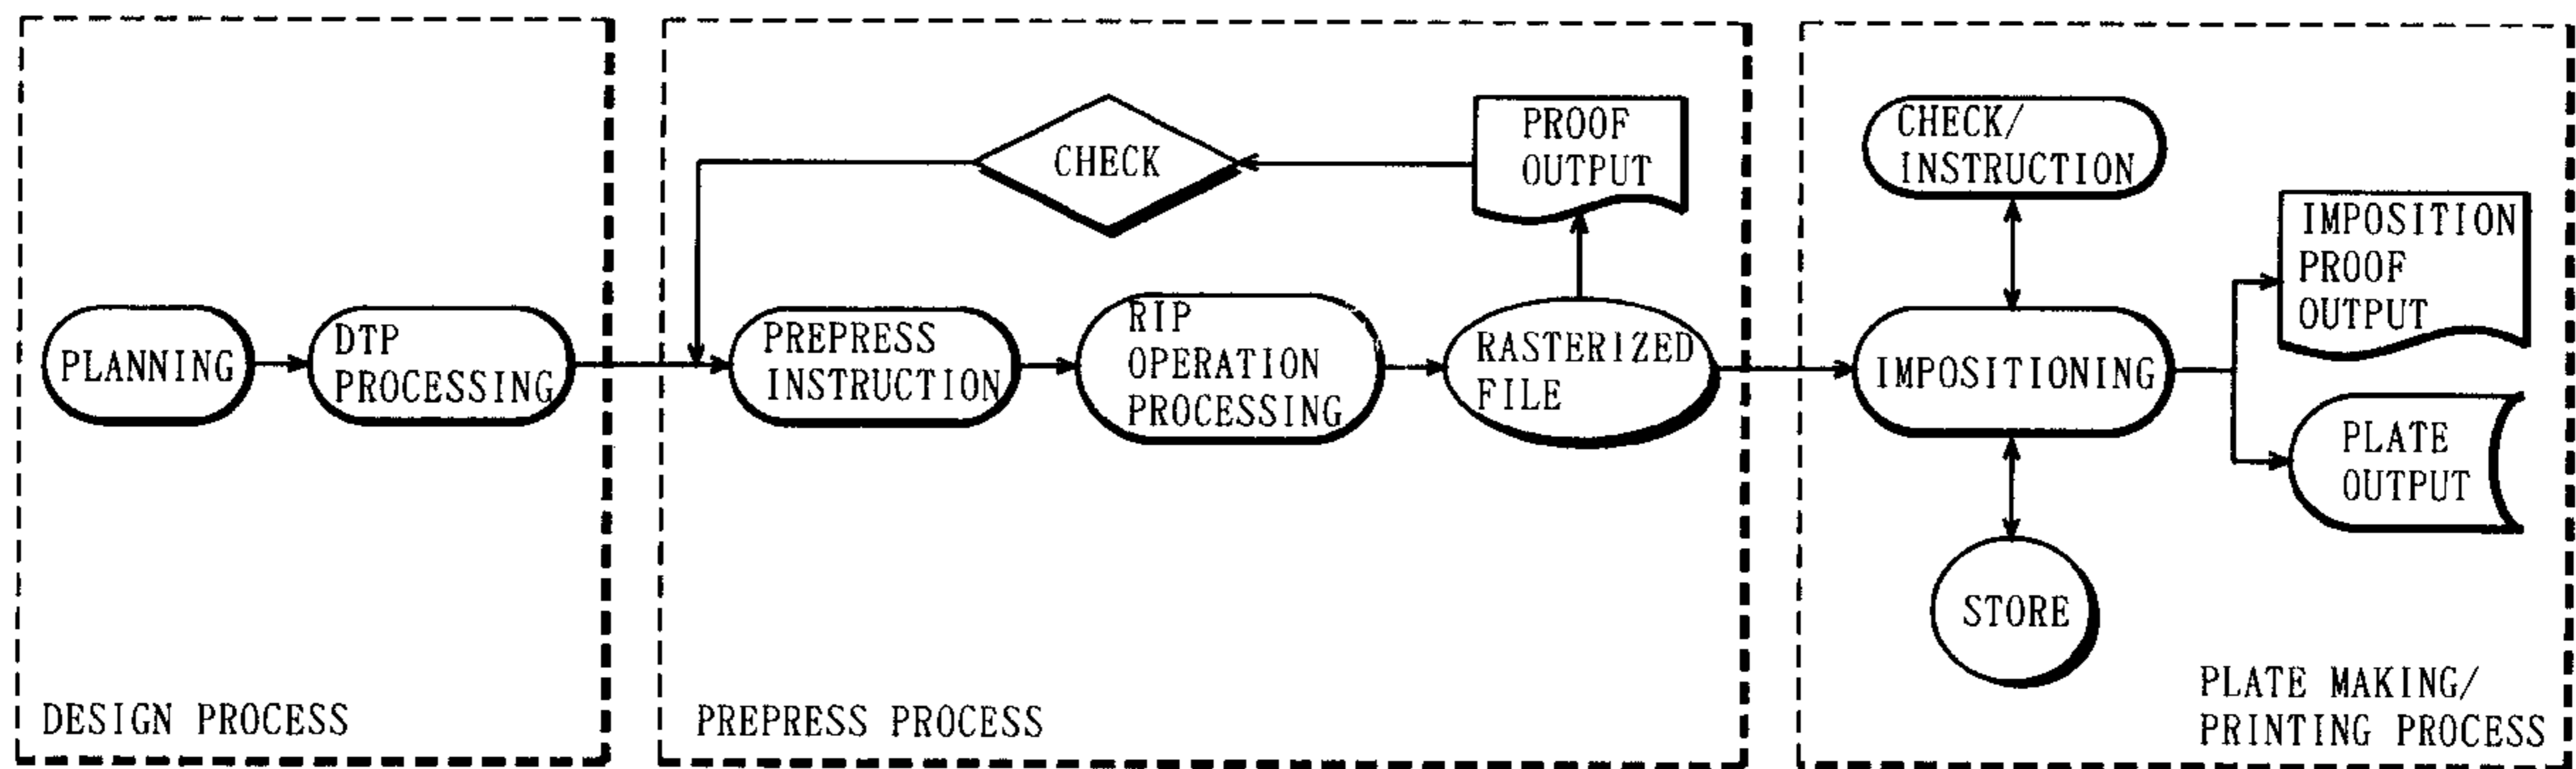 PLANNING
DTP
PROCESSING
DESIGN PROCESS
CHECK
PROOF
OUTPUT
PREPRESS
INSTRUCTION
RIP
OPERATION
PROCESSING
RASTERIZED
FILE
PREPRESS PROCESS
CHECK/
INSTRUCTION
IMPOSITIONING
STORE
IMPOSITION
PROOF
OUTPUT
PLATE
OUTPUT
PLATE MAKING/
PRINTING PROCESS